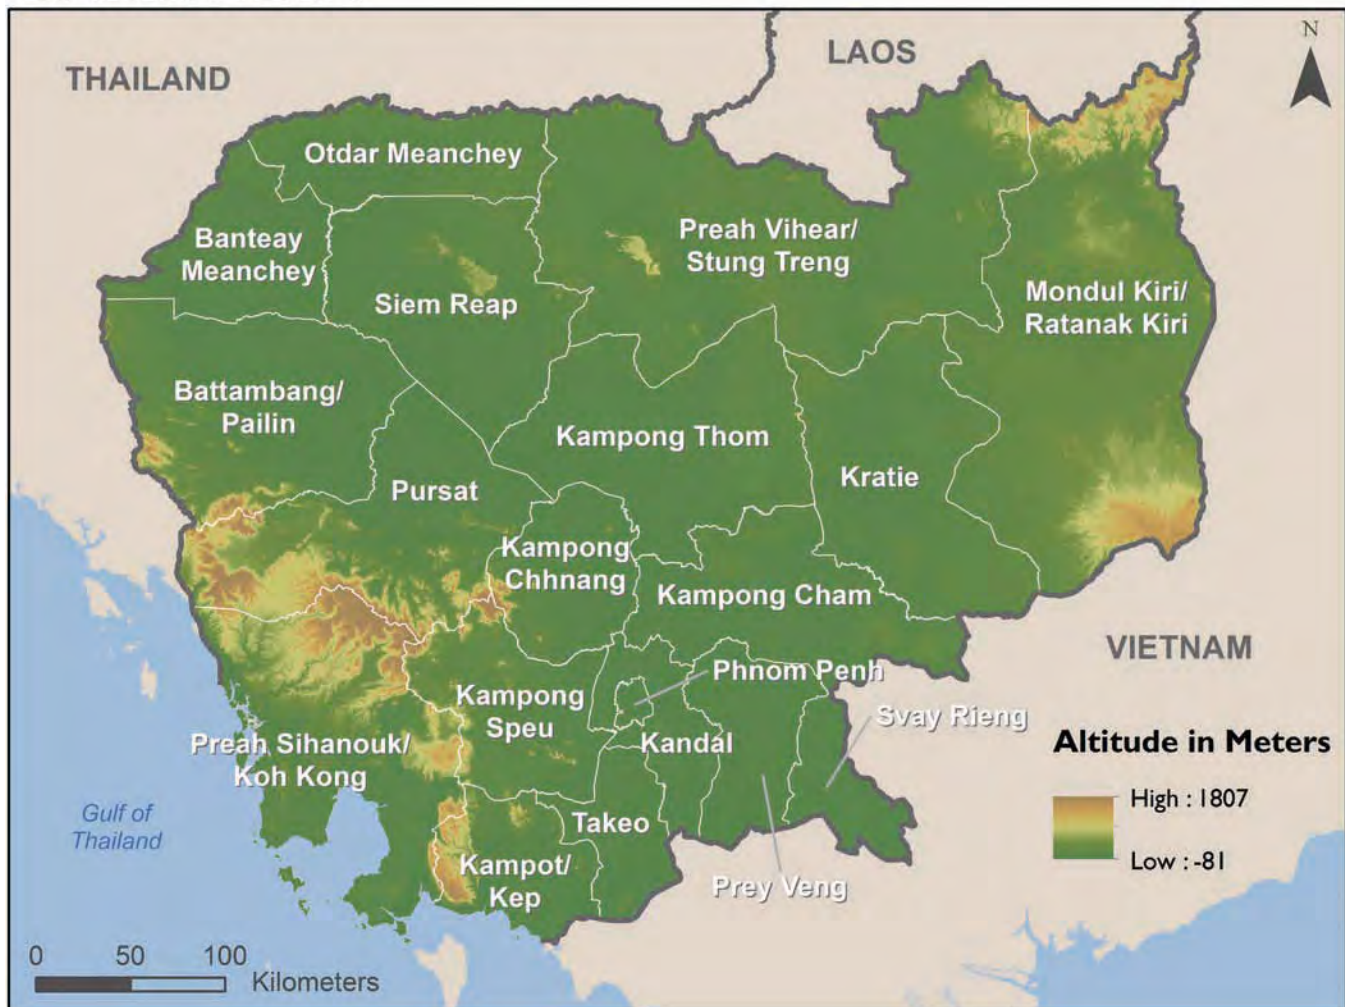 THAILAND
LAOS
N
Otdar Meanchey
Banteay
Meanchey
Siem Reap
Preah Vihear/
Stung Treng
Mondul Kiri/
Ratanak Kiri
Battambang/
Pailin
Pursat
Kampong Thom
Kratie
Kampong
Chhnang
Kampong Cham
VIETNAM
Phnom Penh
Kampong
Speu
Svay Rieng
Kandal
Preah Sihanouk/
Koh Kong
Gulf of
Thailand
Takeo
Kampot/
Kep
Prey Veng
Altitude in Meters
High : 1807
Low : -81
0 50 100
Kilometers